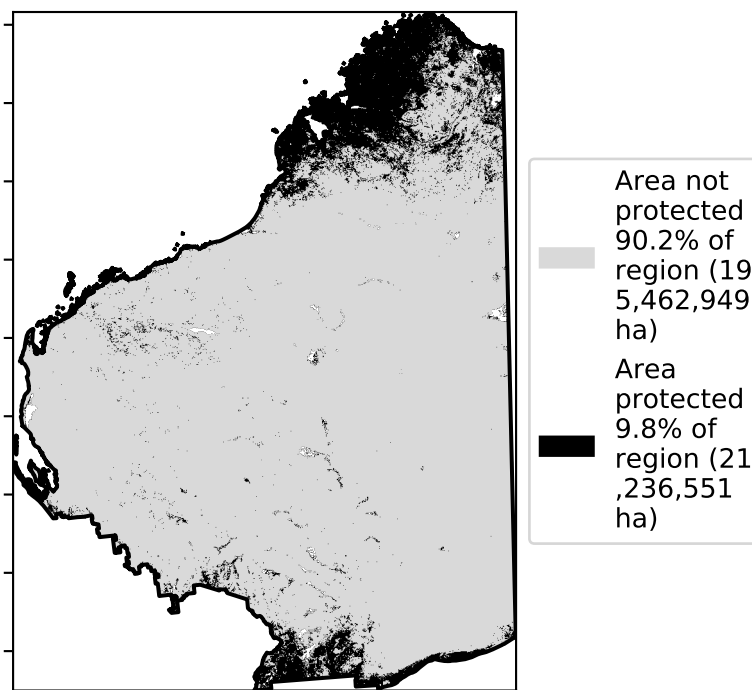 Area not
protected
90.2% of
region (19
5,462,949
ha)
Area
protected
9.8% of
region (21
,236,551
ha)